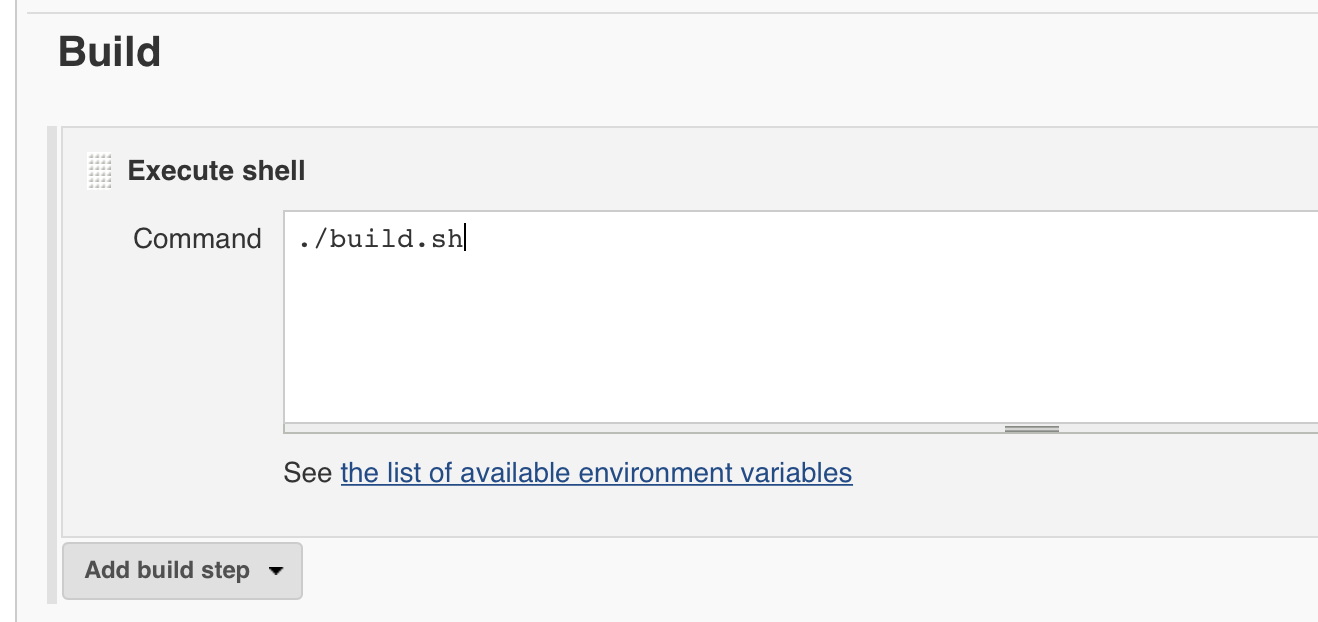 Build
Execute shell
Command
./build.sh
See the list of available environment variables
Add build step